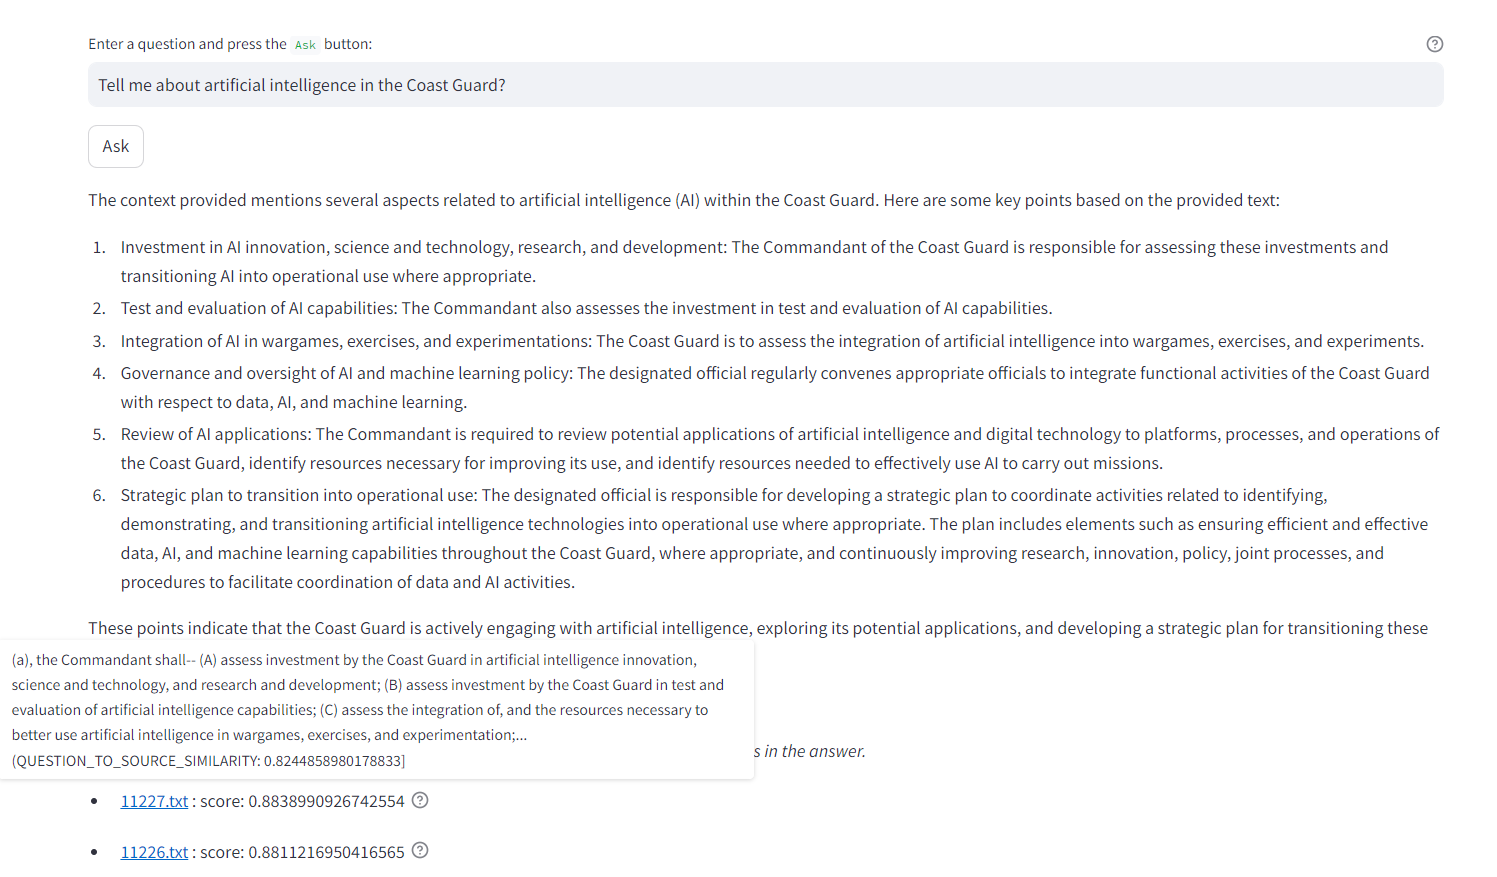 Enter a question and press the Ask button:
Tell me about artificial intelligence in the Coast Guard?
Ask
The context provided mentions several aspects related to artificial intelligence (AI) within the Coast Guard. Here are some key points based on the provided text:
1. Investment in AI innovation, science and technology, research, and development: The Commandant of the Coast Guard is responsible for assessing these investments and
transitioning AI into operational use where appropriate.
2. Test and evaluation of AI capabilities: The Commandant also assesses the investment in test and evaluation of AI capabilities.
3. Integration of AI in wargames, exercises, and experimentations: The Coast Guard is to assess the integration of artificial intelligence into wargames, exercises, and experiments.
4. Governance and oversight of AI and machine learning policy: The designated official regularly convenes appropriate officials to integrate functional activities of the Coast Guard
with respect to data, AI, and machine learning.
5. Review of AI applications: The Commandant is required to review potential applications of artificial intelligence and digital technology to platforms, processes, and operations of
the Coast Guard, identify resources necessary for improving its use, and identify resources needed to effectively use AI to carry out missions.
6. Strategic plan to transition into operational use: The designated official is responsible for developing a strategic plan to coordinate activities related to identifying,
demonstrating, and transitioning artificial intelligence technologies into operational use where appropriate. The plan includes elements such as ensuring efficient and effective
data, AI, and machine learning capabilities throughout the Coast Guard, where appropriate, and continuously improving research, innovation, policy, joint processes, and
procedures to facilitate coordination of data and AI activities.
These points indicate that the Coast Guard is actively engaging with artificial intelligence, exploring its potential applications, and developing a strategic plan for transitioning these
(a), the Commandant shall-- (A) assess investment by the Coast Guard in artificial intelligence innovation,
science and technology, and research and development; (B) assess investment by the Coast Guard in test and
evaluation of artificial intelligence capabilities; (C) assess the integration of, and the resources necessary to
better use artificial intelligence in wargames, exercises, and experimentation;...
(QUESTION_TO_SOURCE_SIMILARITY: 0.8244858980178833]
s in the answer.
• 11227.txt : score: 0.8838990926742554
• 11226.txt : score: 0.8811216950416565